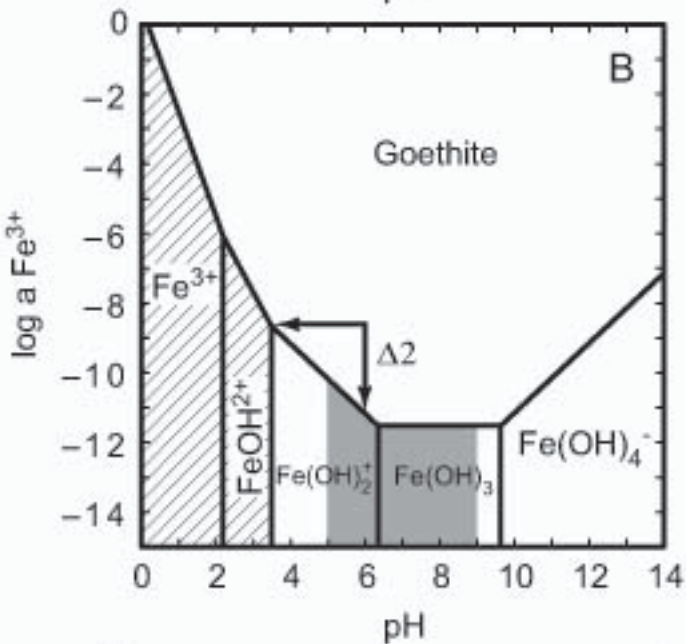 B
Goethite
log a Fe³⁺
0
−2
−4
−6
−8
−10
−12
−14
Fe³⁺
FeOH²⁺
Δ2
Fe(OH)₂⁺
Fe(OH)₃
Fe(OH)₄⁻
0 2 4 6 8 10 12 14
pH